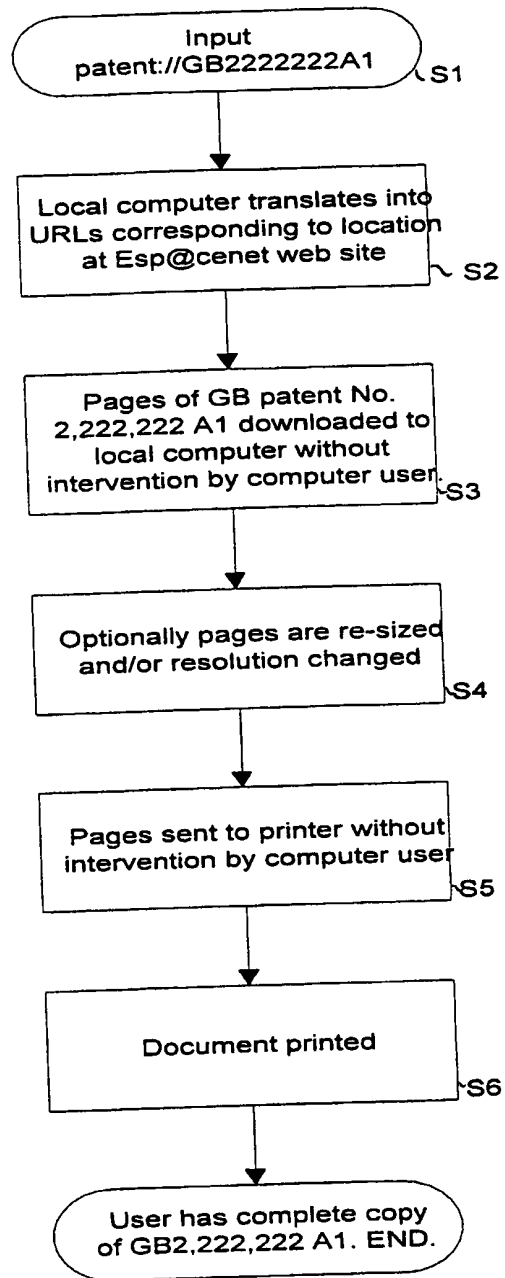 Input
patent://GB2222222A1
S1
Local computer translates into
URLs corresponding to location
at Esp@cenet web site
S2
Pages of GB patent No.
2,222,222 A1 downloaded to
local computer without
intervention by computer user.
S3
Optionally pages are re-sized
and/or resolution changed
S4
Pages sent to printer without
intervention by computer user
S5
Document printed
S6
User has complete copy
of GB2,222,222 A1. END.